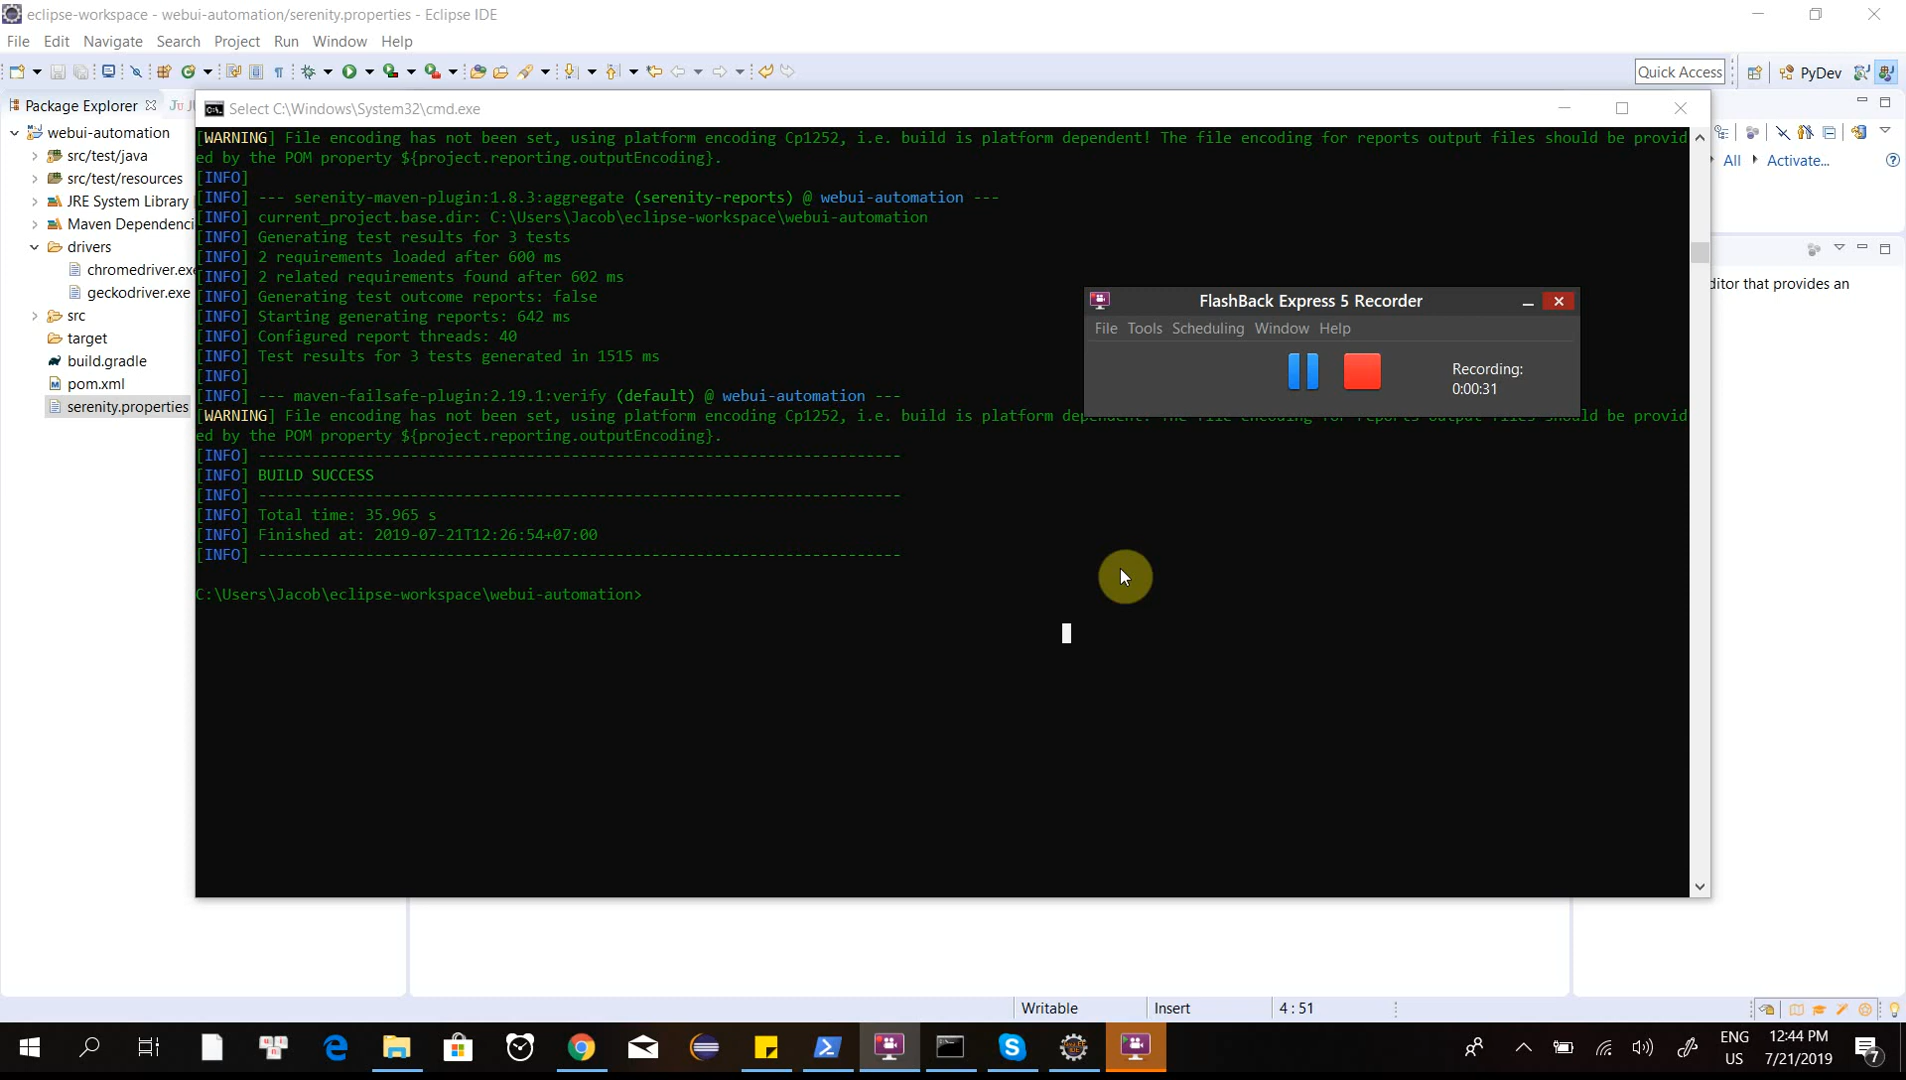 eclipse-workspace - webui-automation/serenity.properties - Eclipse IDE
File Edit Navigate Search Project Run Window Help
Quick Access
PyDev
Package Explorer
webui-automation
src/test/java
src/test/resources
JRE System Library
Maven Dependenci
drivers
chromedriver.exe
geckodriver.exe
src
target
build.gradle
pom.xml
serenity.properties
Select C:\Windows\System32\cmd.exe
[WARNING] File encoding has not been set, using platform encoding Cp1252, i.e. build is platform dependent! The file encoding for reports output files should be provid
ed by the POM property ${project.reporting.outputEncoding}.
[INFO]
[INFO] --- serenity-maven-plugin:1.8.3:aggregate (serenity-reports) @ webui-automation ---
[INFO] current_project.base.dir: C:\Users\Jacob\eclipse-workspace\webui-automation
[INFO] Generating test results for 3 tests
[INFO] 2 requirements loaded after 600 ms
[INFO] 2 related requirements found after 602 ms
[INFO] Generating test outcome reports: false
[INFO] Starting generating reports: 642 ms
[INFO] Configured report threads: 40
[INFO] Test results for 3 tests generated in 1515 ms
[INFO]
[INFO] --- maven-failsafe-plugin:2.19.1:verify (default) @ webui-automation ---
[WARNING] File encoding has not been set, using platform encoding Cp1252, i.e. build is platform dependent! The file encoding for reports output files should be provid
ed by the POM property ${project.reporting.outputEncoding}.
[INFO] ------------------------------------------------------------------------
[INFO] BUILD SUCCESS
[INFO] ------------------------------------------------------------------------
[INFO] Total time: 35.965 s
[INFO] Finished at: 2019-07-21T12:26:54+07:00
[INFO] ------------------------------------------------------------------------
C:\Users\Jacob\eclipse-workspace\webui-automation>
FlashBack Express 5 Recorder
File Tools Scheduling Window Help
Recording:
0:00:31
All
Activate...
ditor that provides an
Writable
Insert
4 : 51
ENG
US
12:44 PM
7/21/2019
7